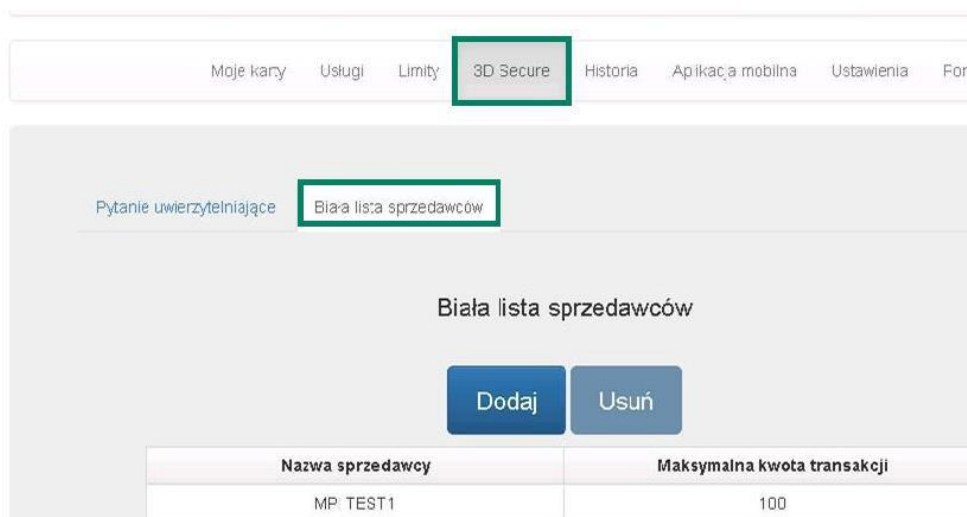 Moje karty Usługi Limity 3D Secure Historia Aplikacja mobilna Ustawienia For
Pytanie uwierzytelniające Biała lista sprzedawców
Biała lista sprzedawców
Dodaj Usuń
Nazwa sprzedawcy Maksymalna kwota transakcji
MPI TEST1 100